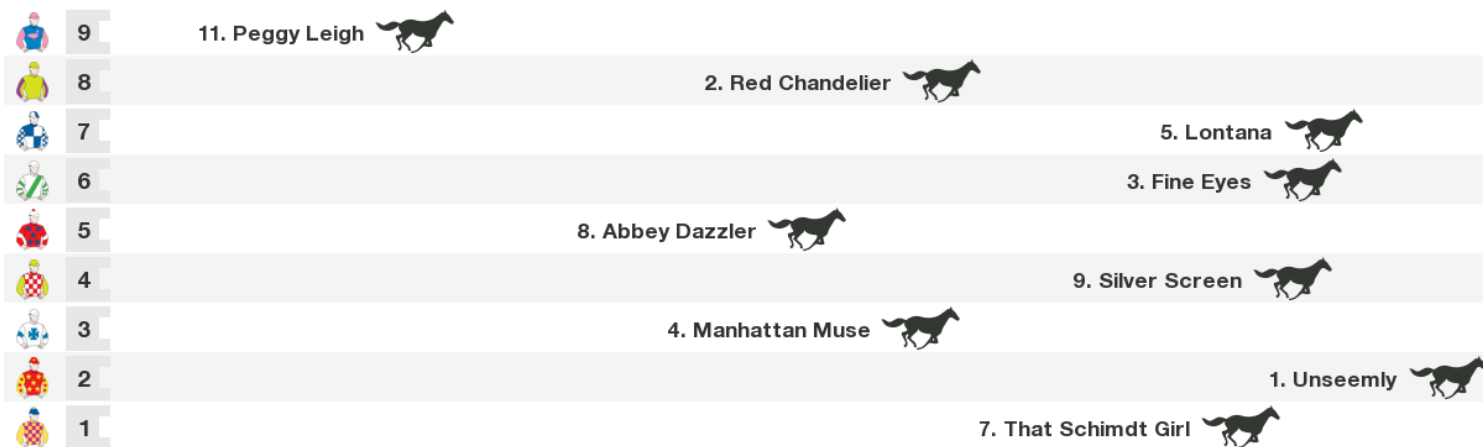 9 11. Peggy Leigh
8 2. Red Chandelier
7 5. Lontana
6 3. Fine Eyes
5 8. Abbey Dazzler
4 9. Silver Screen
3 4. Manhattan Muse
2 1. Unseemly
1 7. That Schimdt Girl